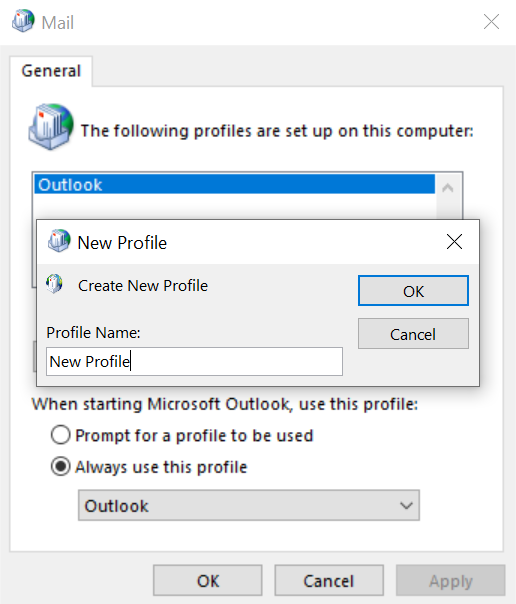 Mail
General
The following profiles are set up on this computer:
Outlook
New Profile
Create New Profile
OK
Profile Name:
Cancel
New Profile
When starting Microsoft Outlook, use this profile:
Prompt for a profile to be used
Always use this profile
Outlook
OK Cancel Apply